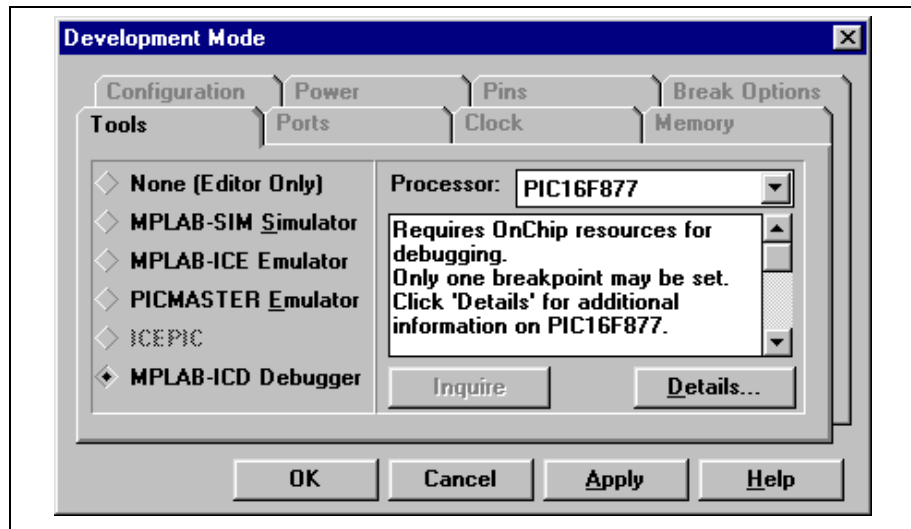 Development Mode
Configuration Power Pins Break Options
Tools Ports Clock Memory
None (Editor Only)
MPLAB-SIM Simulator
MPLAB-ICE Emulator
PICMASTER Emulator
ICEPIC
MPLAB-ICD Debugger
Processor: PIC16F877
Requires OnChip resources for
debugging.
Only one breakpoint may be set.
Click 'Details' for additional
information on PIC16F877.
Inquire Details...
OK Cancel Apply Help